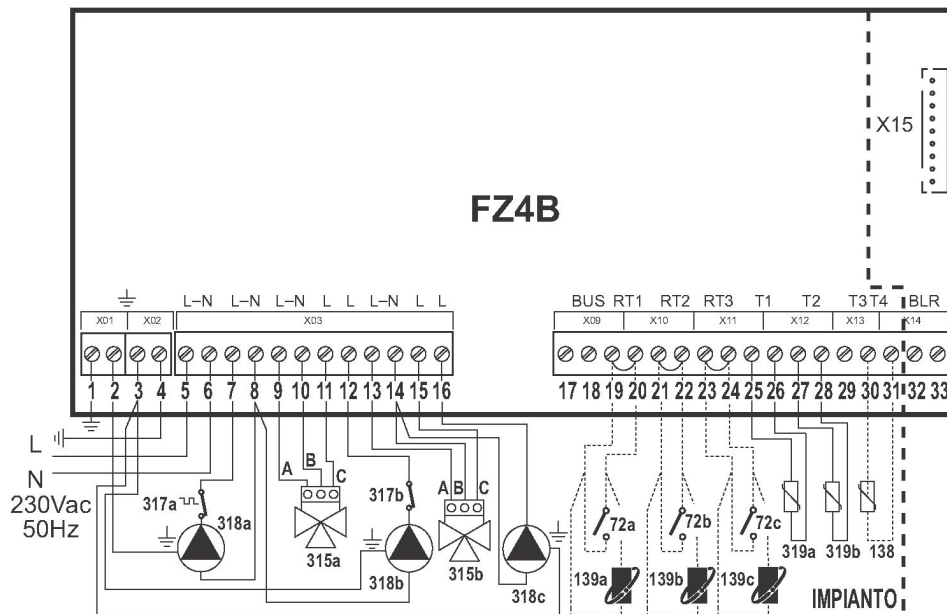 X15
FZ4B
L–N L–N L–N L L L–N L L
BUS RT1 RT2 RT3 T1 T2 T3 T4 BLR
X01 X02 X03
X09 X10 X11 X12 X13 X14
1 2 3 4 5 6 7 8 9 10 11 12 13 14 15 16
17 18 19 20 21 22 23 24 25 26 27 28 29 30 31 32 33
L
N
230Vac
50Hz
A B C
A B C
317a
318a
315a
317b
318b
315b
318c
72a
72b
72c
139a
139b
139c
319a
319b
138
IMPIANTO